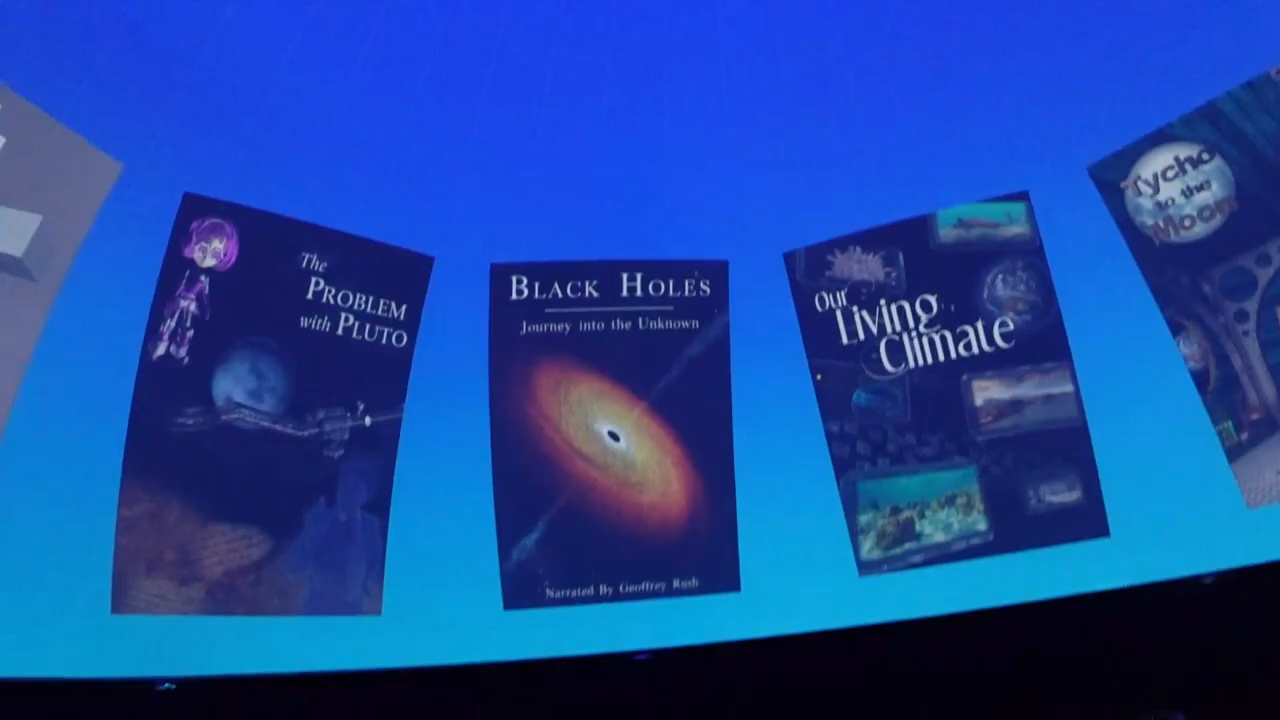 The
PROBLEM
with PLUTO
BLACK HOLES
Journey into the Unknown
Narrated By Geoffrey Rush
Our
Living
Climate
Tycho
to the
Moon